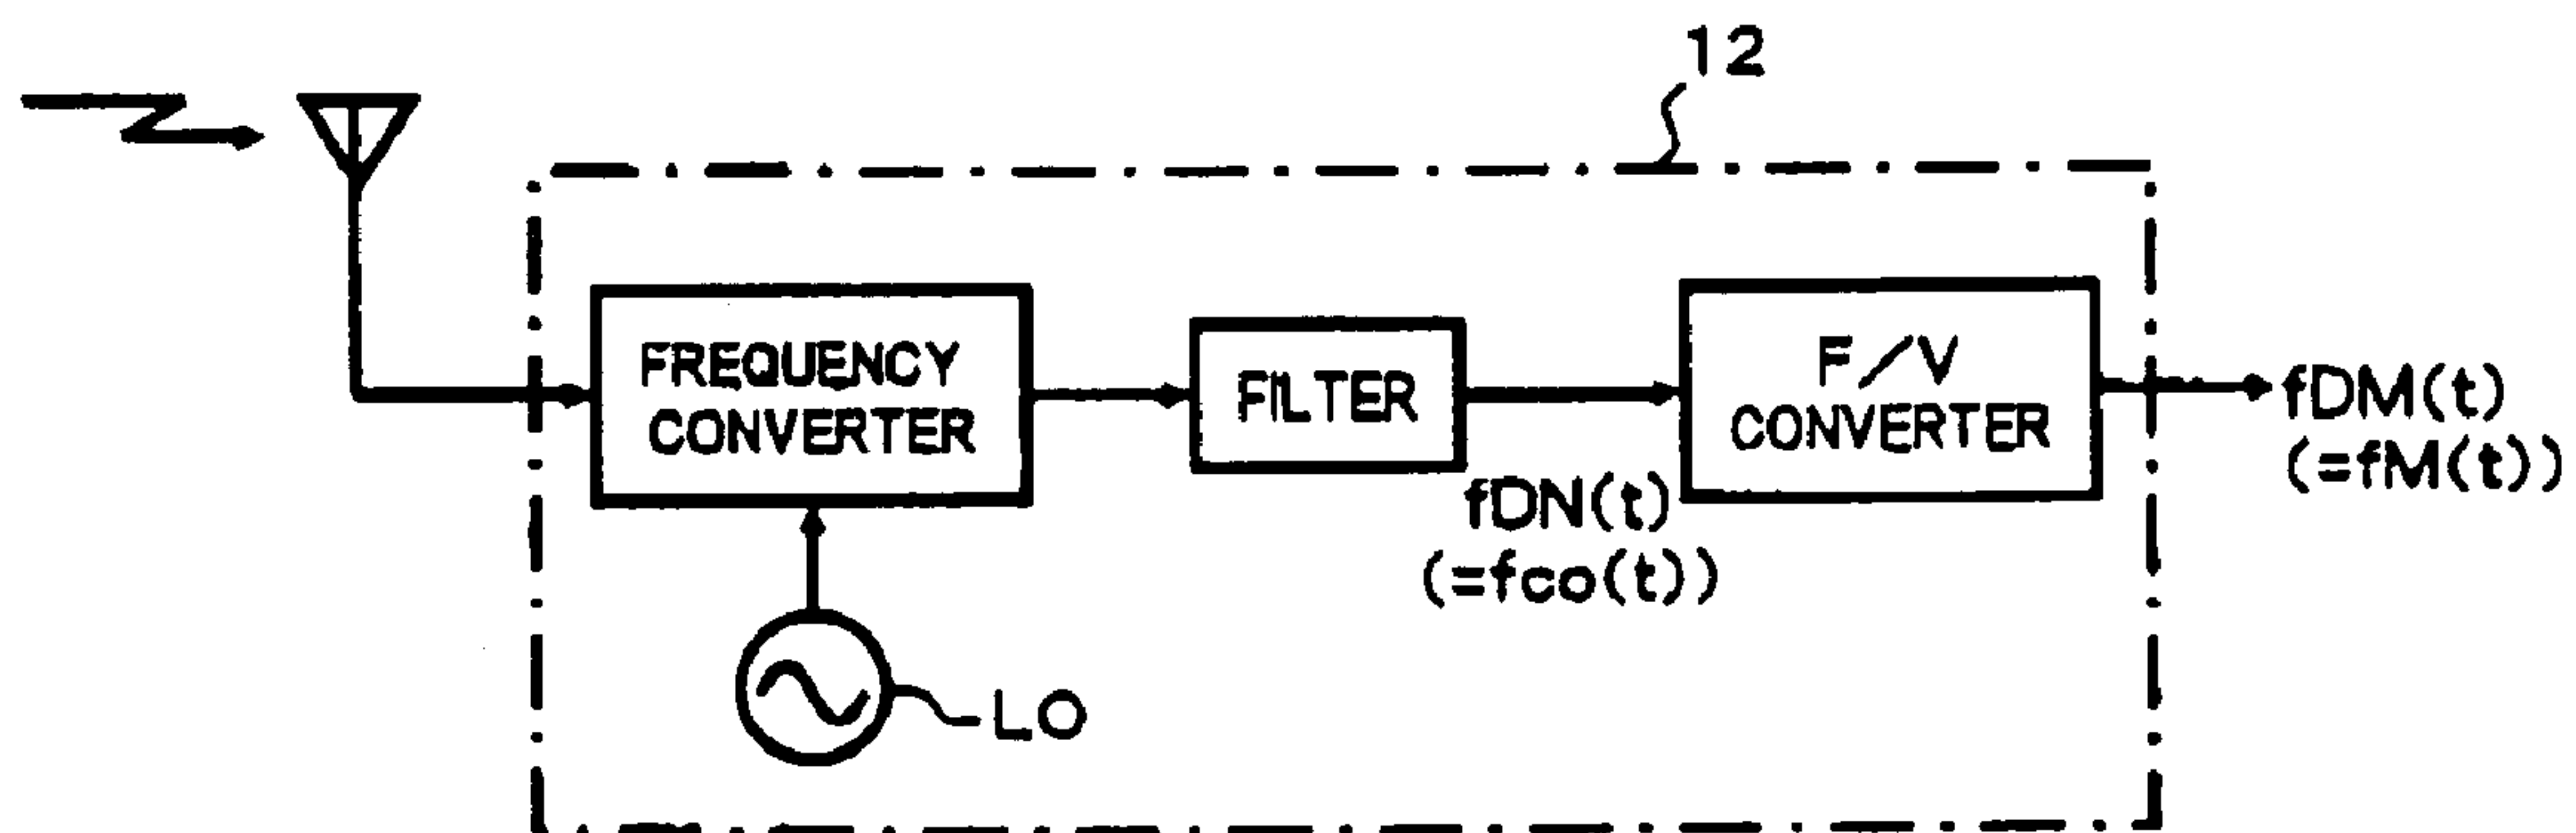 12
FREQUENCY
CONVERTER
FILTER
F/V
CONVERTER
fDM(t)
(=fM(t))
fDN(t)
(=fco(t))
LO